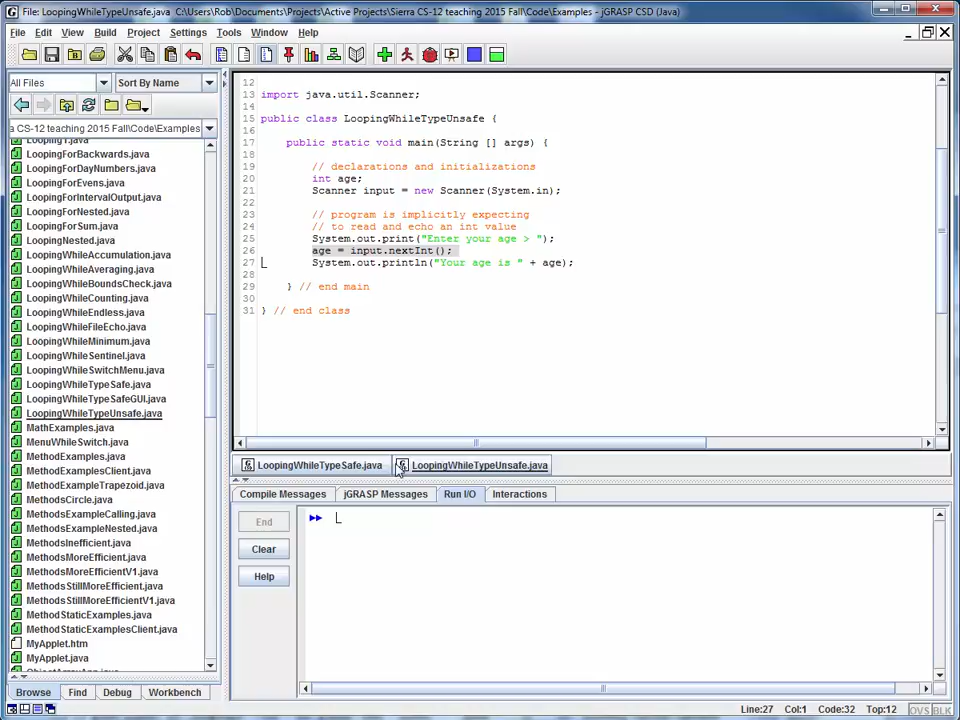 File: LoopingWhileTypeUnsafe.java  C:\Users\Rob\Documents\Projects\Active Projects\Sierra CS-12 teaching 2015 Fall\Code\Examples - jGRASP CSD (Java)
File Edit View Build Project Settings Tools Window Help
All Files Sort By Name
a CS-12 teaching 2015 Fall\Code\Examples
Looping1.java
LoopingForBackwards.java
LoopingForDayNumbers.java
LoopingForEvens.java
LoopingForIntervalOutput.java
LoopingForNested.java
LoopingForSum.java
LoopingNested.java
LoopingWhileAccumulation.java
LoopingWhileAveraging.java
LoopingWhileBoundsCheck.java
LoopingWhileCounting.java
LoopingWhileEndless.java
LoopingWhileFileEcho.java
LoopingWhileMinimum.java
LoopingWhileSentinel.java
LoopingWhileSwitchMenu.java
LoopingWhileTypeSafe.java
LoopingWhileTypeSafeGUI.java
LoopingWhileTypeUnsafe.java
MathExamples.java
MenuWhileSwitch.java
MethodExamples.java
MethodExamplesClient.java
MethodExampleTrapezoid.java
MethodsCircle.java
MethodsExampleCalling.java
MethodsExampleNested.java
MethodsInefficient.java
MethodsMoreEfficient.java
MethodsMoreEfficientV1.java
MethodsStillMoreEfficient.java
MethodsStillMoreEfficientV1.java
MethodStaticExamples.java
MethodStaticExamplesClient.java
MyApplet.htm
MyApplet.java
Browse Find Debug Workbench
12
13 import java.util.Scanner;
14
15 public class LoopingWhileTypeUnsafe {
16
17 public static void main(String [] args) {
18
19 // declarations and initializations
20 int age;
21 Scanner input = new Scanner(System.in);
22
23 // program is implicitly expecting
24 // to read and echo an int value
25 System.out.print("Enter your age > ");
26 age = input.nextInt();
27 System.out.println("Your age is " + age);
28
29 } // end main
30
31 } // end class
LoopingWhileTypeSafe.java LoopingWhileTypeUnsafe.java
Compile Messages jGRASP Messages Run I/O Interactions
End
Clear
Help
Line:27 Col:1 Code:32 Top:12 OVS BLK